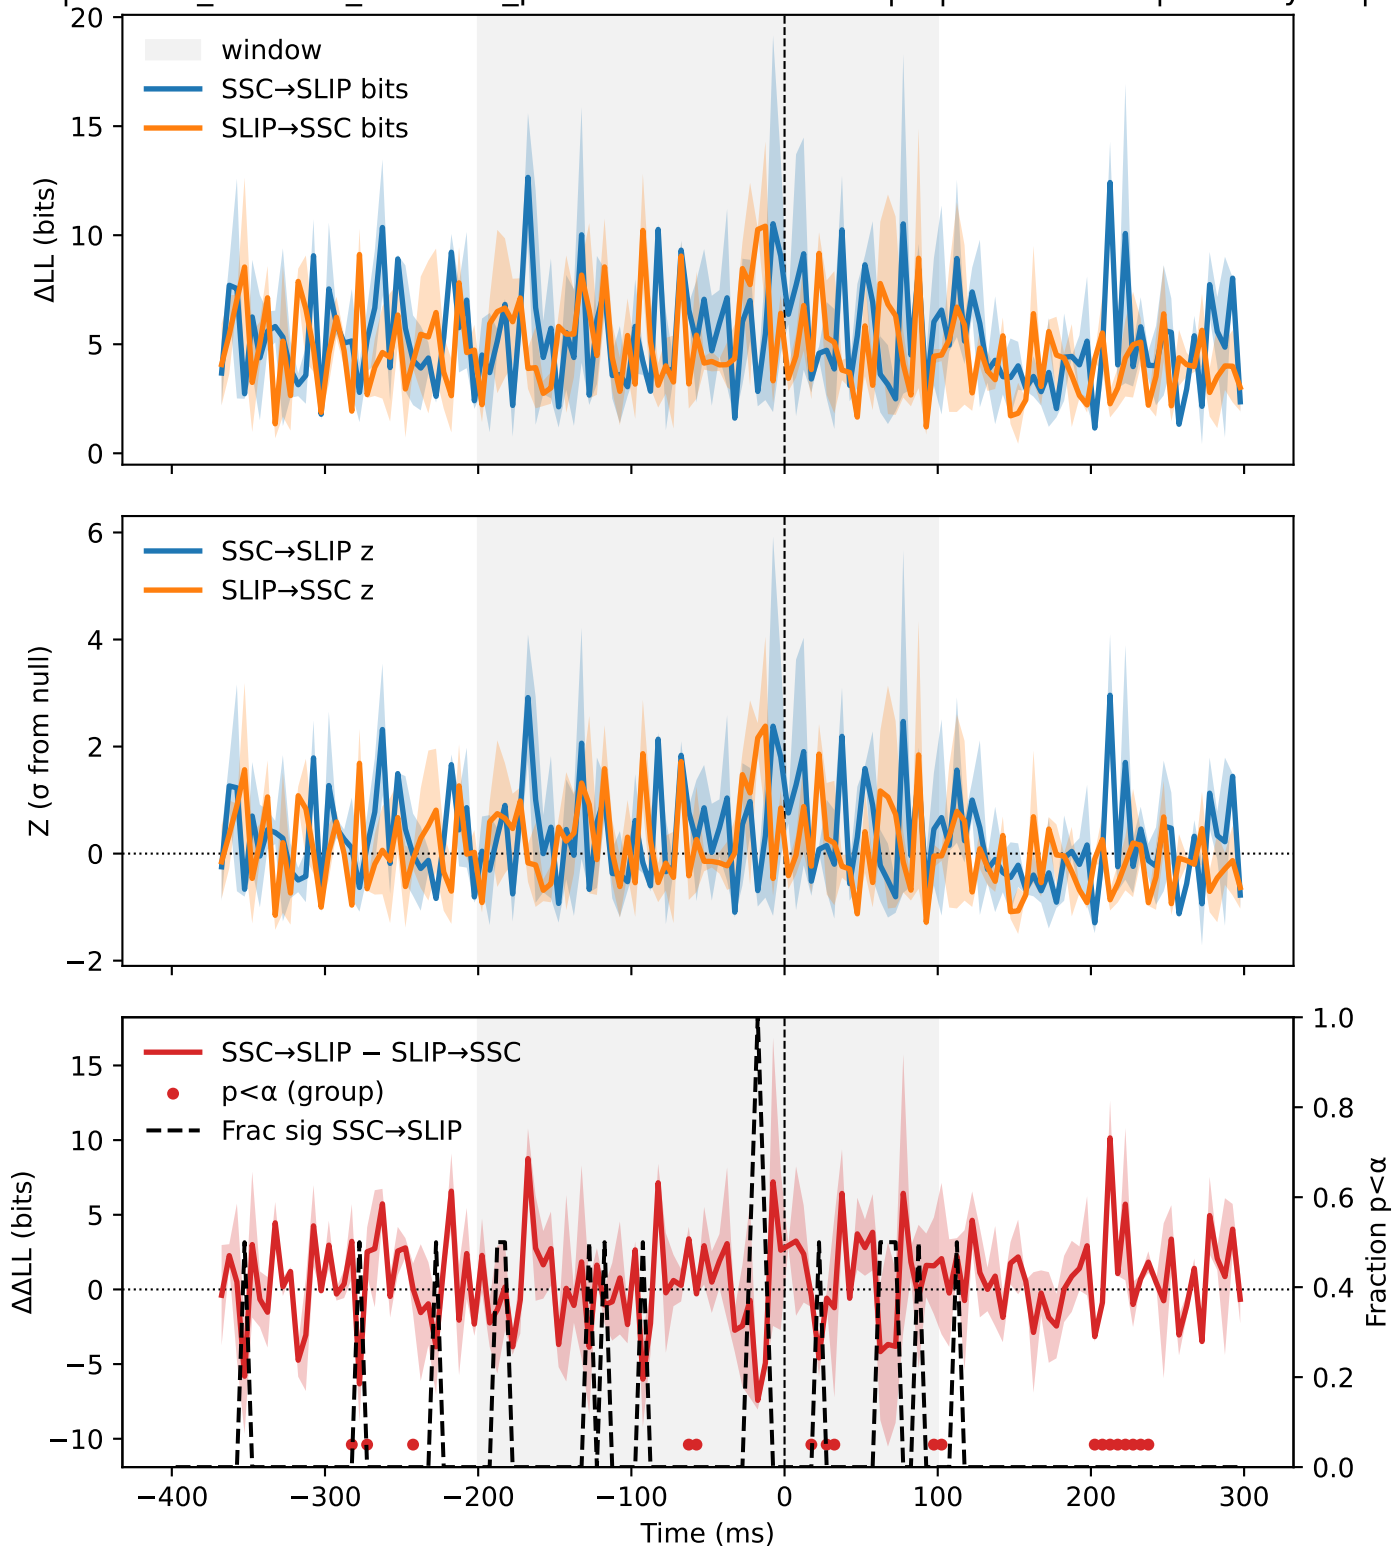 20
15
10
5
0
ΔLL (bits)
window
SSC→SLIP bits
SLIP→SSC bits
6
4
2
0
−2
Z (σ from null)
SSC→SLIP z
SLIP→SSC z
15
10
5
0
−5
−10
ΔΔLL (bits)
SSC→SLIP − SLIP→SSC
p<α (group)
Frac sig SSC→SLIP
1.0
0.8
0.6
0.4
0.2
0.0
Fraction p<α
−400 −300 −200 −100 0 100 200 300
Time (ms)